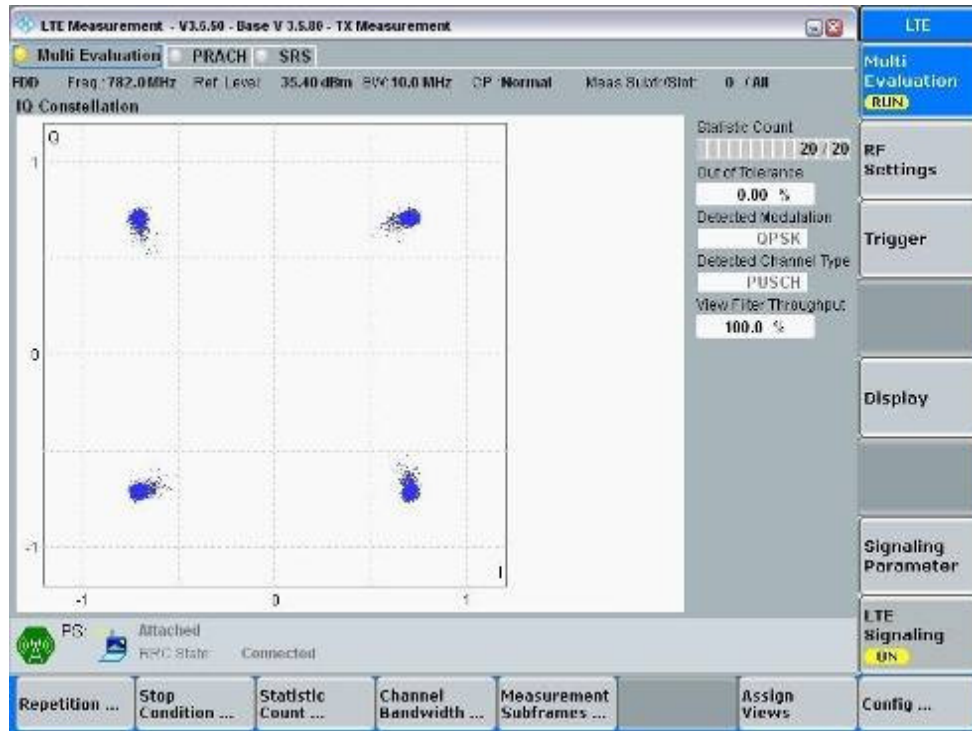 LTE Measurement - V3.5.50 - Base V 3.5.80 - TX Measurement
LTE
Multi Evaluation PRACH SRS
FDD Freq.: 782.0 MHz Ref. Level: 35.40 dBm BW: 10.0 MHz CP: Normal Meas Subfr./Slot: 0 / All
IQ Constellation
Q
1
0
-1
-1
0
1
I
Statistic Count
20 / 20
Out of Tolerance
0.00 %
Detected Modulation
QPSK
Detected Channel Type
PUSCH
View Filter Throughput
100.0 %
Multi
Evaluation
RUN
RF
Settings
Trigger
Display
Signaling
Parameter
LTE
Signaling
ON
PS: Attached
RRC State: Connected
Repetition ...
Stop
Condition ...
Statistic
Count ...
Channel
Bandwidth ...
Measurement
Subframes ...
Assign
Views
Config ...